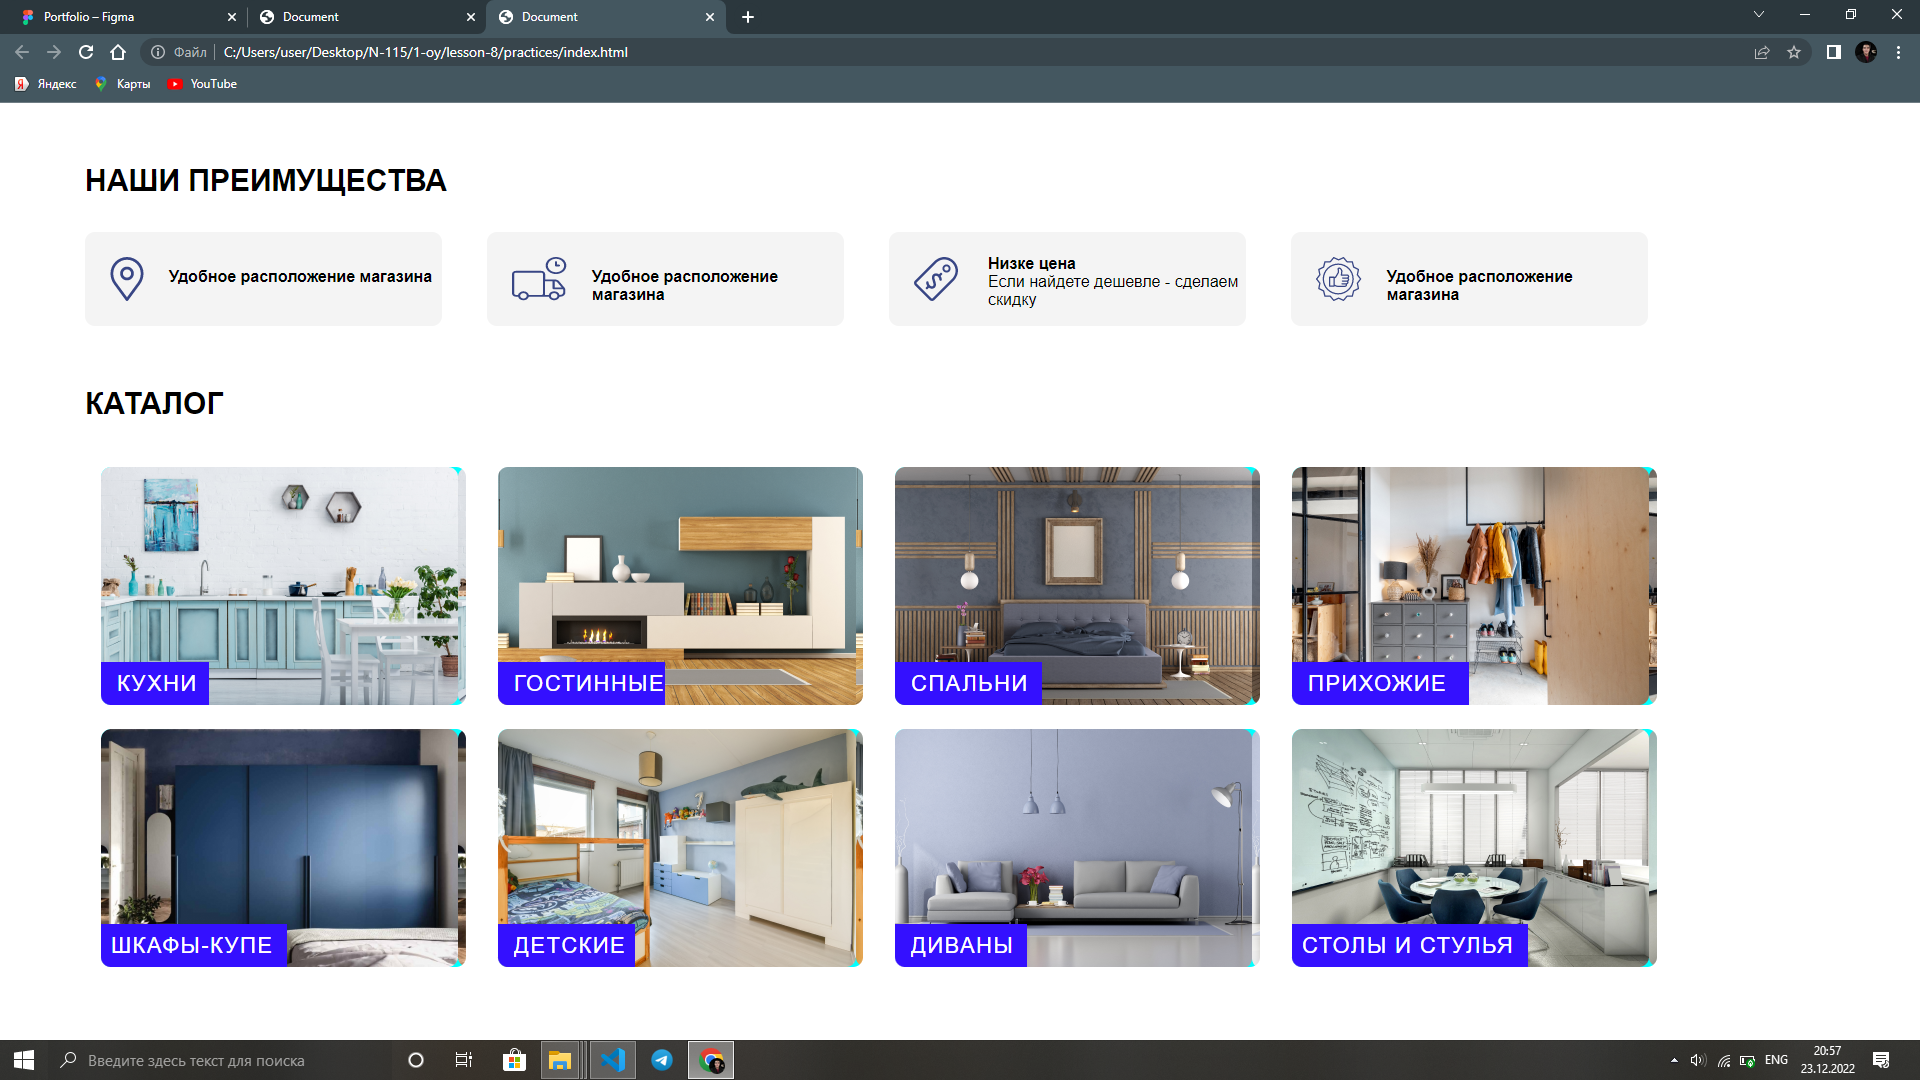 Portfolio – Figma
Document
Document
Файл
C:/Users/user/Desktop/N-115/1-oy/lesson-8/practices/index.html
Яндекс
Карты
YouTube
НАШИ ПРЕИМУЩЕСТВА
Удобное расположение магазина
Удобное расположение
магазина
Низке цена
Если найдете дешевле - сделаем
скидку
Удобное расположение
магазина
КАТАЛОГ
КУХНИ
ГОСТИННЫЕ
СПАЛЬНИ
ПРИХОЖИЕ
ШКАФЫ-КУПЕ
ДЕТСКИЕ
ДИВАНЫ
СТОЛЫ И СТУЛЬЯ
Введите здесь текст для поиска
ENG
20:57
23.12.2022